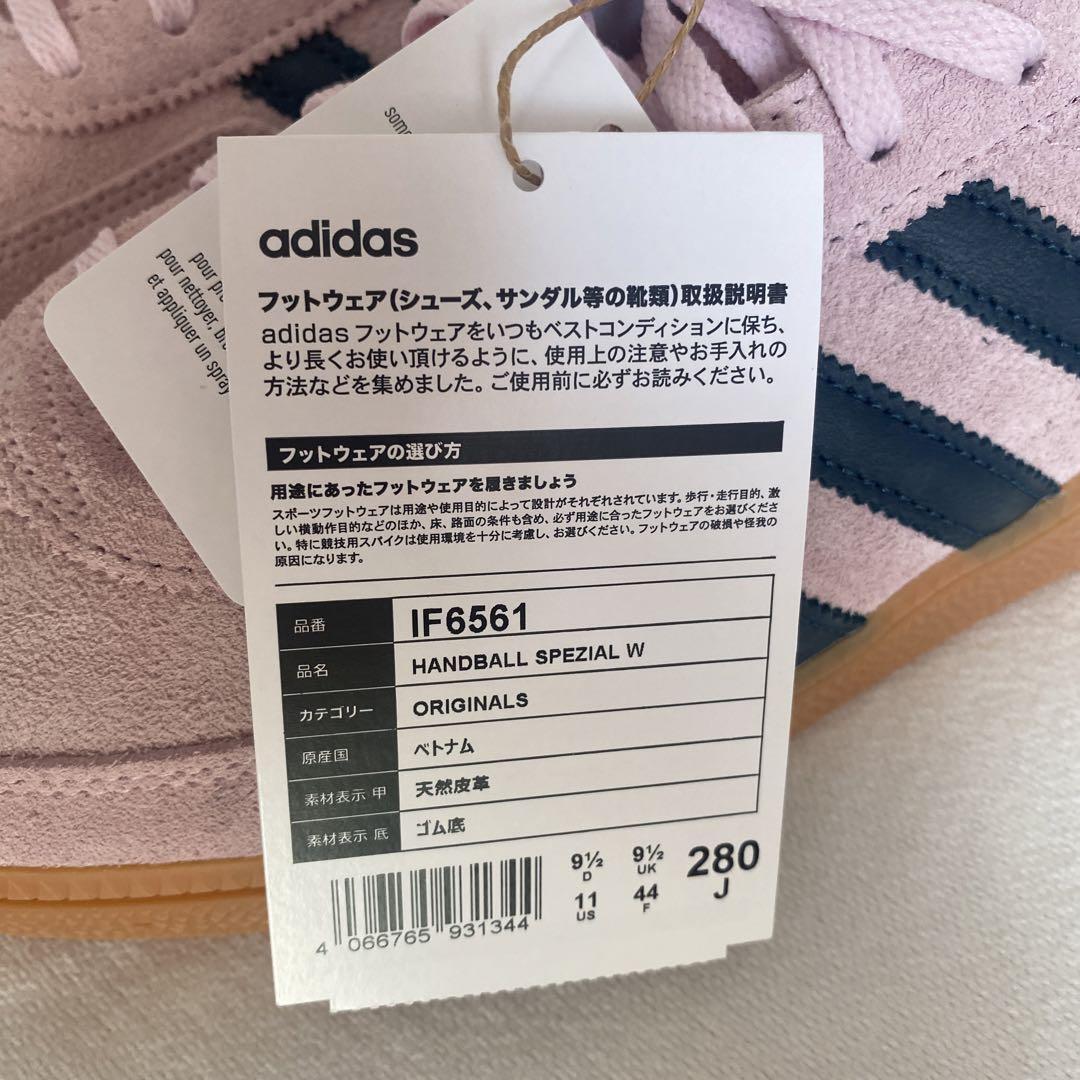 some
pour
pour nettoyer,
et appliquer un spray
adidas
フットウェア(シューズ、サンダル等の靴類)取扱説明書
adidas フットウェアをいつもベストコンディションに保ち、
より長くお使い頂けるように、使用上の注意やお手入れの
方法などを集めました。ご使用前に必ずお読みください。
フットウェアの選び方
用途にあったフットウェアを履きましょう
スポーツフットウェアは用途や使用目的によって設計がそれぞれされています。歩行・走行目的、激
しい横動作目的などのほか、床、路面の条件も含め、必ず用途に合ったフットウェアをお選びくださ
い。特に競技用スパイクは使用環境を十分に考慮し、お選びください。フットウェアの破損や怪我の
原因になります。
品番 IF6561
品名 HANDBALL SPEZIAL W
カテゴリー ORIGINALS
原産国 ベトナム
素材表示 甲 天然皮革
素材表示 底 ゴム底
9½ D 9½ UK 280 J
11 US 44 F
4 066765 931344